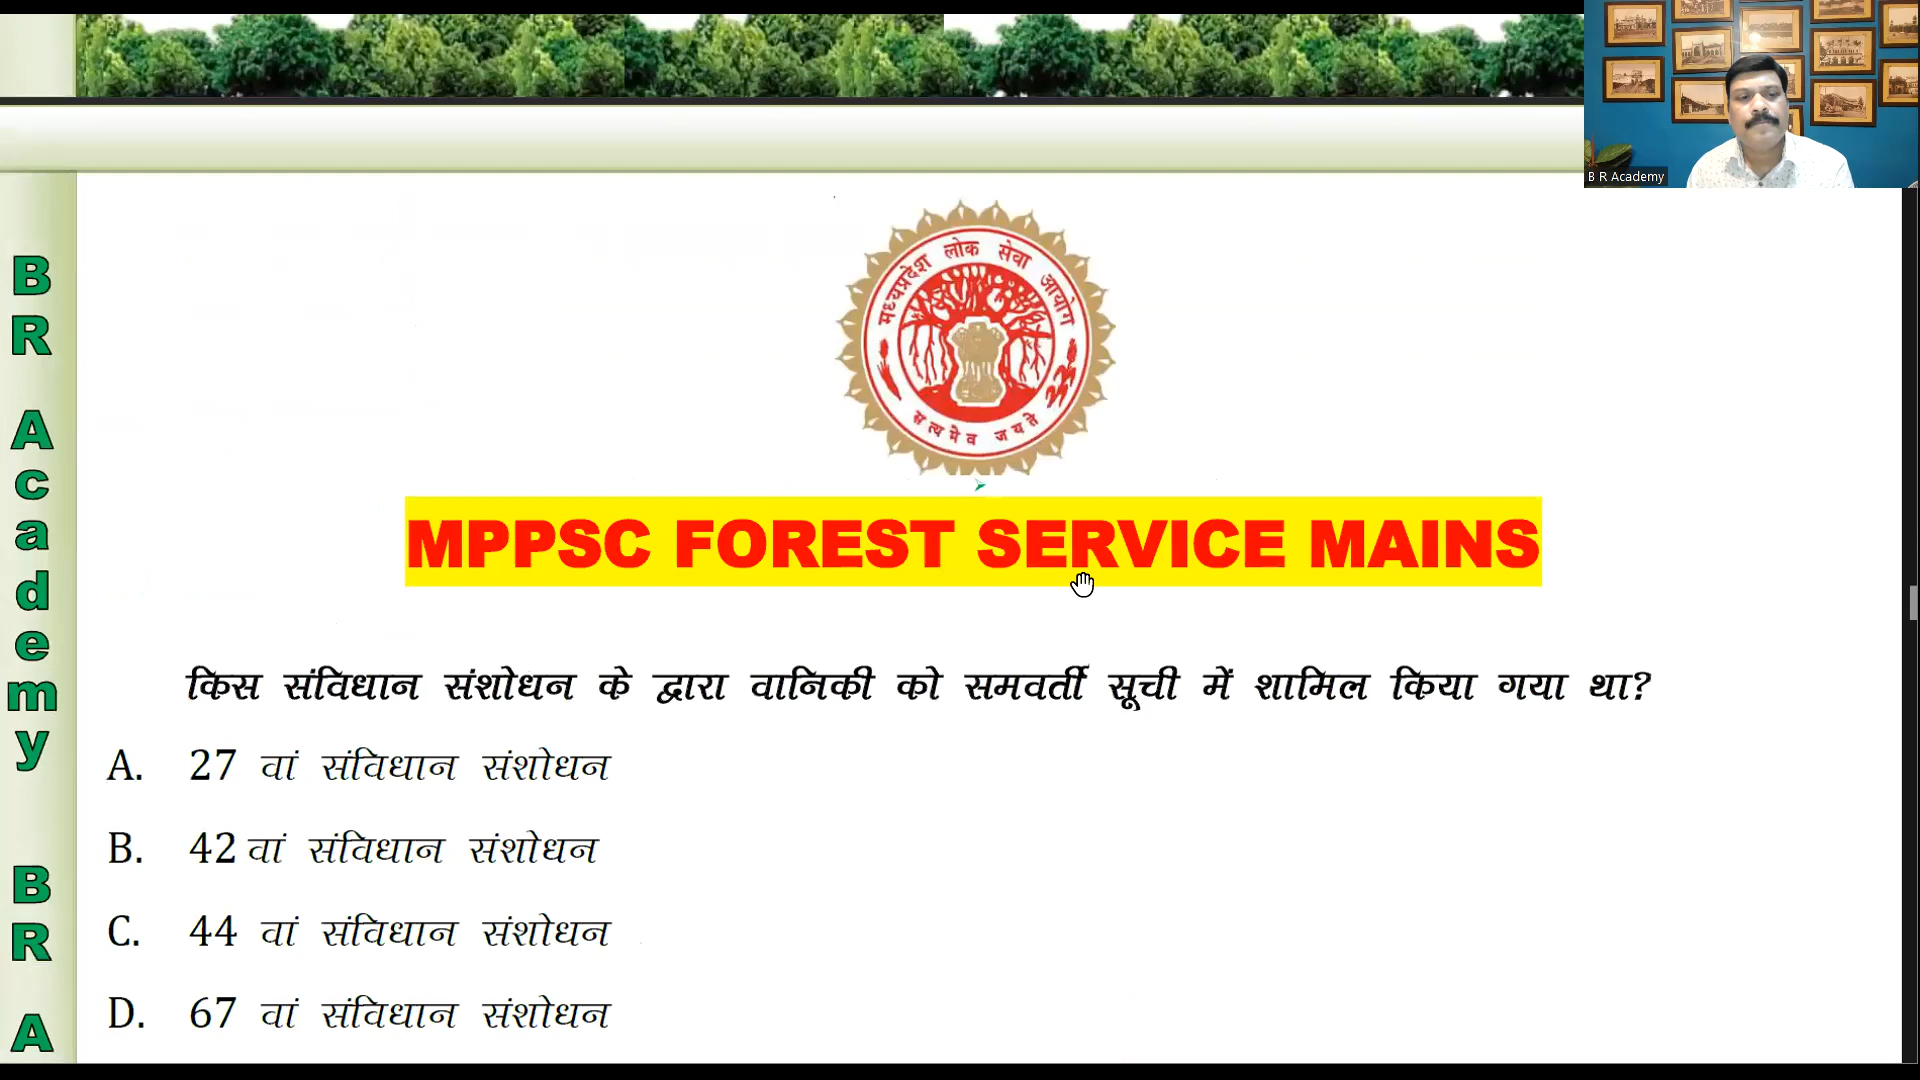 B R Academy
मध्यप्रदेश लोक सेवा आयोग
सत्यमेव जयते
MPPSC FOREST SERVICE MAINS
किस संविधान संशोधन के द्वारा वानिकी को समवर्ती सूची में शामिल किया गया था?
A. 27 वां संविधान संशोधन
B. 42 वां संविधान संशोधन
C. 44 वां संविधान संशोधन
D. 67 वां संविधान संशोधन
B R Academy B R A